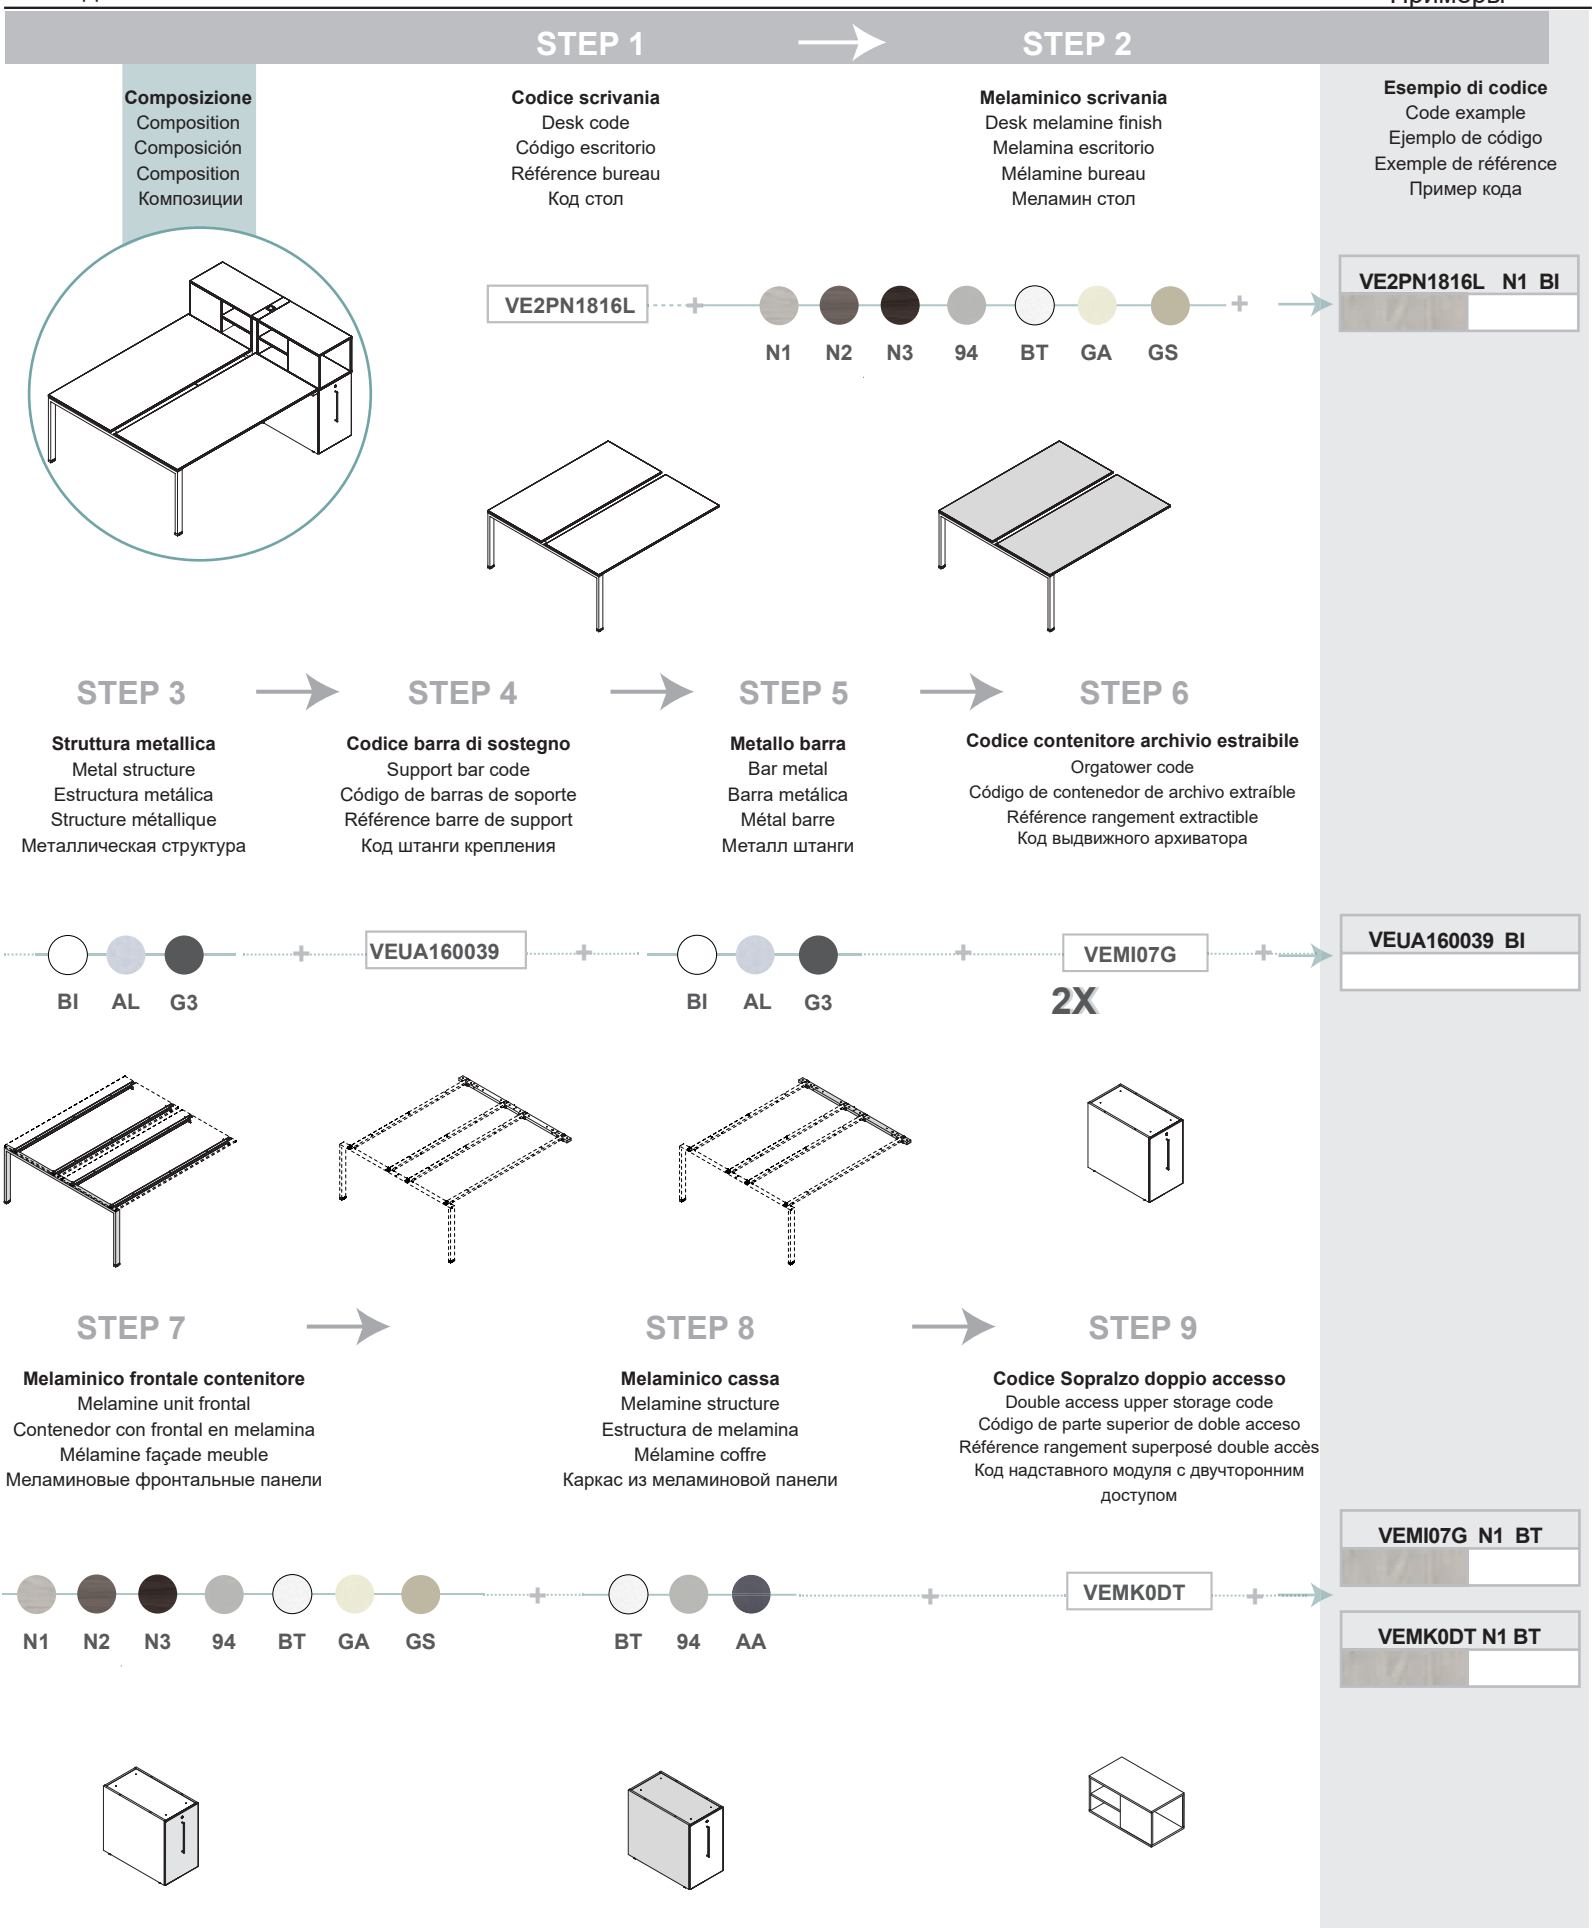 STEP 1
STEP 2
Composizione
Composition
Composición
Composition
Композиции
Codice scrivania
Desk code
Código escritorio
Référence bureau
Код стол
Melaminico scrivania
Desk melamine finish
Melamina escritorio
Mélamine bureau
Меламин стол
Esempio di codice
Code example
Ejemplo de código
Exemple de référence
Пример кода
VE2PN1816L + +
N1 N2 N3 94 BT GA GS
VE2PN1816L N1 BI
STEP 3
STEP 4
STEP 5
STEP 6
Struttura metallica
Metal structure
Estructura metálica
Structure métallique
Металлическая структура
Codice barra di sostegno
Support bar code
Código de barras de soporte
Référence barre de support
Код штанги крепления
Metallo barra
Bar metal
Barra metálica
Métal barre
Металл штанги
Codice contenitore archivio estraibile
Orgatower code
Código de contenedor de archivo extraíble
Référence rangement extractible
Код выдвижного архиватора
+ VEUA160039 + + VEMI07G +
BI AL G3
BI AL G3
2X
VEUA160039 BI
STEP 7
STEP 8
STEP 9
Melaminico frontale contenitore
Melamine unit frontal
Contenedor con frontal en melamina
Mélamine façade meuble
Меламиновые фронтальные панели
Melaminico cassa
Melamine structure
Estructura de melamina
Mélamine coffre
Каркас из меламиновой панели
Codice Sopralzo doppio accesso
Double access upper storage code
Código de parte superior de doble acceso
Référence rangement superposé double accès
Код надставного модуля с двучторонним
доступом
+ + VEMK0DT +
N1 N2 N3 94 BT GA GS
BT 94 AA
VEMI07G N1 BT
VEMK0DT N1 BT